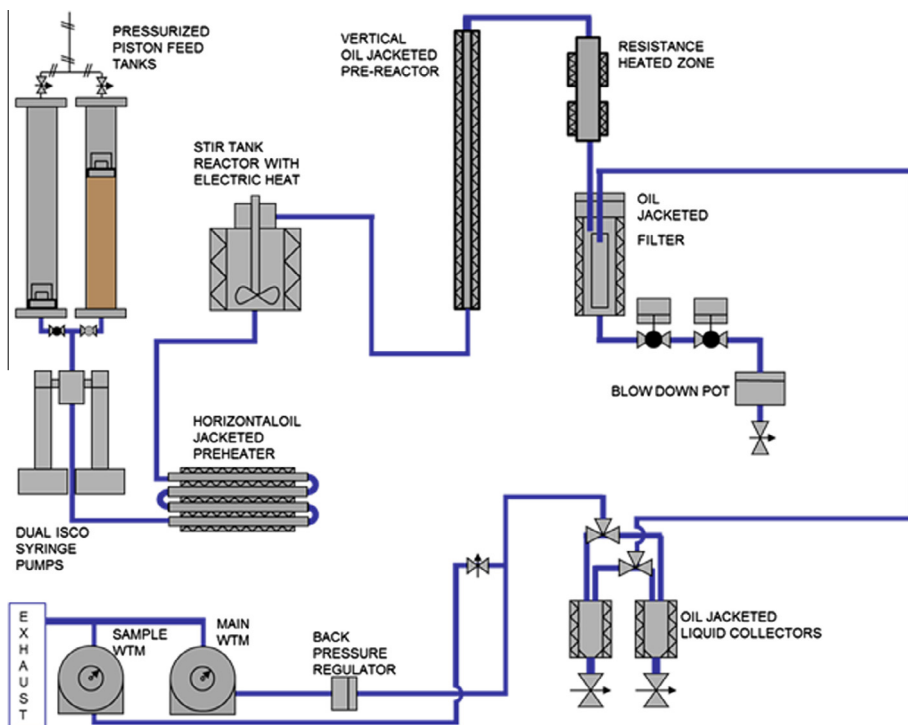 PRESSURIZED
PISTON FEED
TANKS
VERTICAL
OIL JACKETED
PRE-REACTOR
RESISTANCE
HEATED ZONE
STIR TANK
REACTOR WITH
ELECTRIC HEAT
OIL
JACKETED
FILTER
BLOW DOWN POT
HORIZONTALOIL
JACKETED
PREHEATER
DUAL ISCO
SYRINGE
PUMPS
EXHAUST
SAMPLE
WTM
MAIN
WTM
BACK
PRESSURE
REGULATOR
OIL JACKETED
LIQUID COLLECTORS